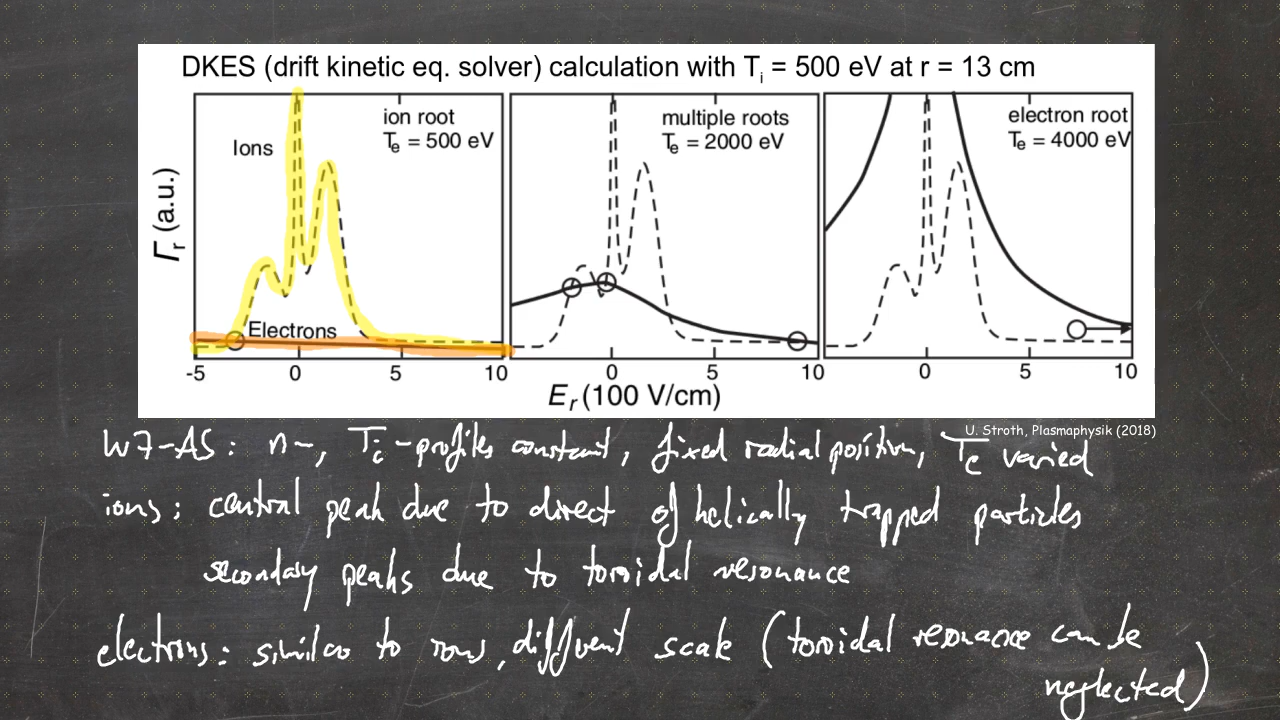 DKES (drift kinetic eq. solver) calculation with Tᵢ = 500 eV at r = 13 cm
ion root
Tₑ = 500 eV
Ions
Electrons
multiple roots
Tₑ = 2000 eV
electron root
Tₑ = 4000 eV
Γᵣ (a.u.)
-5 0 5 10 0 5 10 0 5 10
Eᵣ (100 V/cm)
U. Stroth, Plasmaphysik (2018)
W7-AS: n-, Tᵢ-profiles constant, fixed radial position, Tₑ varied
ions: central peak due to direct of helically trapped particles
secondary peaks due to toroidal resonance
electrons: similar to ions, different scale (toroidal resonance can be
neglected)